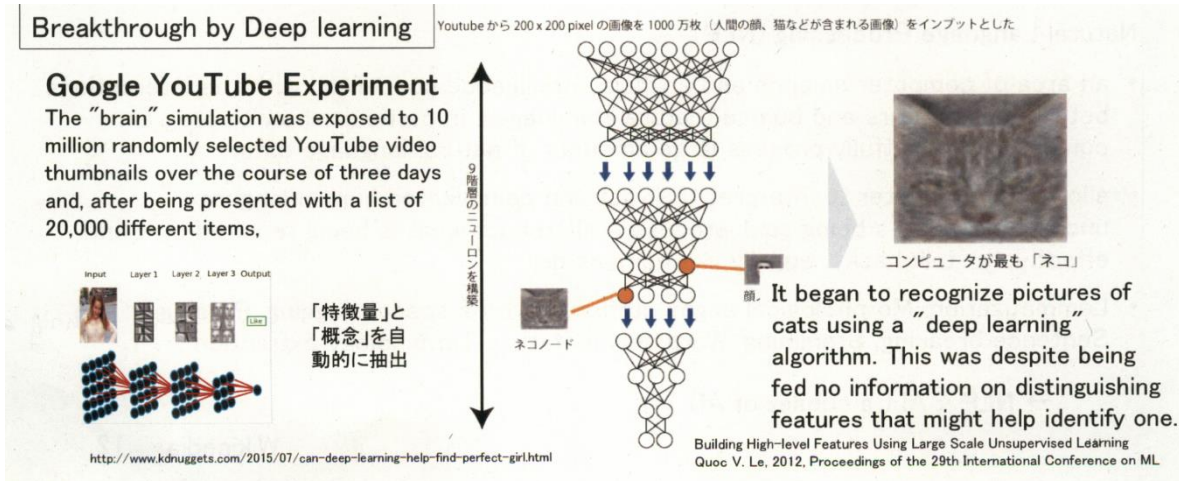 Breakthrough by Deep learning
Youtube から 200 x 200 pixel の画像を 1000 万枚（人間の顔、猫などが含まれる画像）をインプットとした
Google YouTube Experiment
The "brain" simulation was exposed to 10
million randomly selected YouTube video
thumbnails over the course of three days
and, after being presented with a list of
20,000 different items,
9階層のニューロンを構築
Input Layer 1 Layer 2 Layer 3 Output
Like
「特徴量」と
「概念」を自
動的に抽出
ネコノード
顔
コンピュータが最も「ネコ」
It began to recognize pictures of
cats using a "deep learning"
algorithm. This was despite being
fed no information on distinguishing
features that might help identify one.
http://www.kdnuggets.com/2015/07/can-deep-learning-help-find-perfect-girl.html
Building High-level Features Using Large Scale Unsupervised Learning
Quoc V. Le, 2012, Proceedings of the 29th International Conference on ML